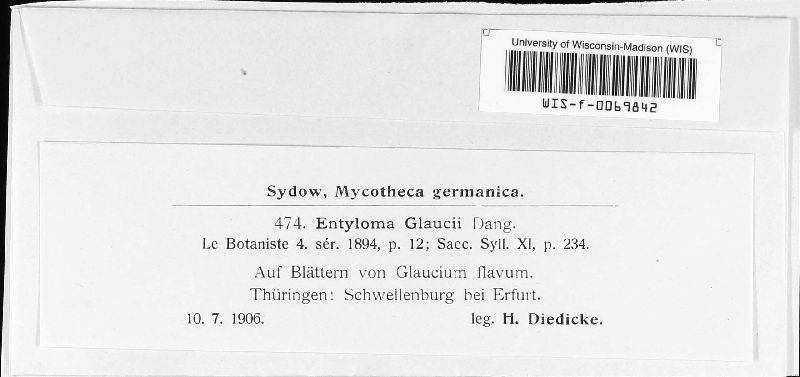 University of Wisconsin-Madison (WIS)
WIS-f-0069842
Sydow, Mycotheca germanica.
474. Entyloma Glaucii Dang.
Le Botaniste 4. sér. 1894, p. 12; Sacc. Syll. XI, p. 234.
Auf Blättern von Glaucium flavum.
Thüringen: Schwellenburg bei Erfurt.
10. 7. 1906. leg. H. Diedicke.